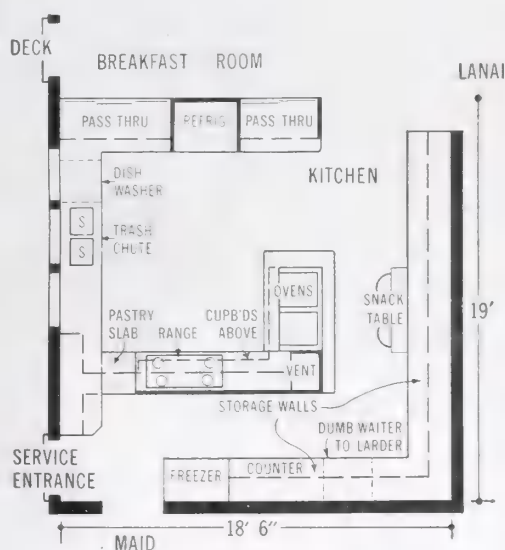 DECK
BREAKFAST ROOM
LANAI
PASS THRU
REFRIG
PASS THRU
DISH
WASHER
KITCHEN
S
S
TRASH
CHUTE
OVENS
SNACK
TABLE
19'
PASTRY
SLAB
RANGE
CUPB'DS
ABOVE
VENT
STORAGE WALLS
DUMB WAITER
TO LARDER
SERVICE
ENTRANCE
FREEZER
COUNTER
18' 6"
MAID